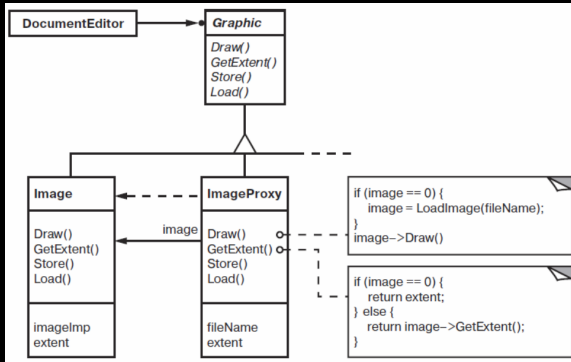 DocumentEditor
Graphic
Draw()
GetExtent()
Store()
Load()
Image
Draw()
GetExtent()
Store()
Load()
imageImp
extent
image
ImageProxy
Draw()
GetExtent()
Store()
Load()
fileName
extent
if (image == 0) {
image = LoadImage(fileName);
}
image->Draw()
if (image == 0) {
return extent;
} else {
return image->GetExtent();
}